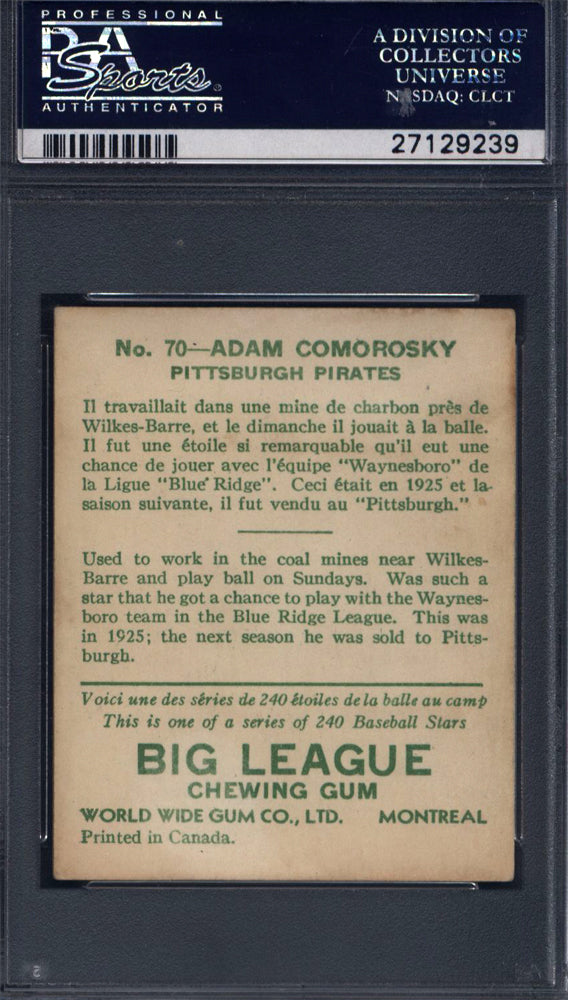 PROFESSIONAL
PSA
Sports
AUTHENTICATOR
A DIVISION OF
COLLECTORS
UNIVERSE
NASDAQ: CLCT
27129239
No. 70—ADAM COMOROSKY
PITTSBURGH PIRATES
Il travaillait dans une mine de charbon près de
Wilkes-Barre, et le dimanche il jouait à la balle.
Il fut une étoile si remarquable qu'il eut une
chance de jouer avec l'équipe "Waynesboro" de
la Ligue "Blue Ridge". Ceci était en 1925 et la
saison suivante, il fut vendu au "Pittsburgh."
Used to work in the coal mines near Wilkes-
Barre and play ball on Sundays. Was such a
star that he got a chance to play with the Waynes-
boro team in the Blue Ridge League. This was
in 1925; the next season he was sold to Pitts-
burgh.
Voici une des séries de 240 étoiles de la balle au camp
This is one of a series of 240 Baseball Stars
BIG LEAGUE
CHEWING GUM
WORLD WIDE GUM CO., LTD. MONTREAL
Printed in Canada.